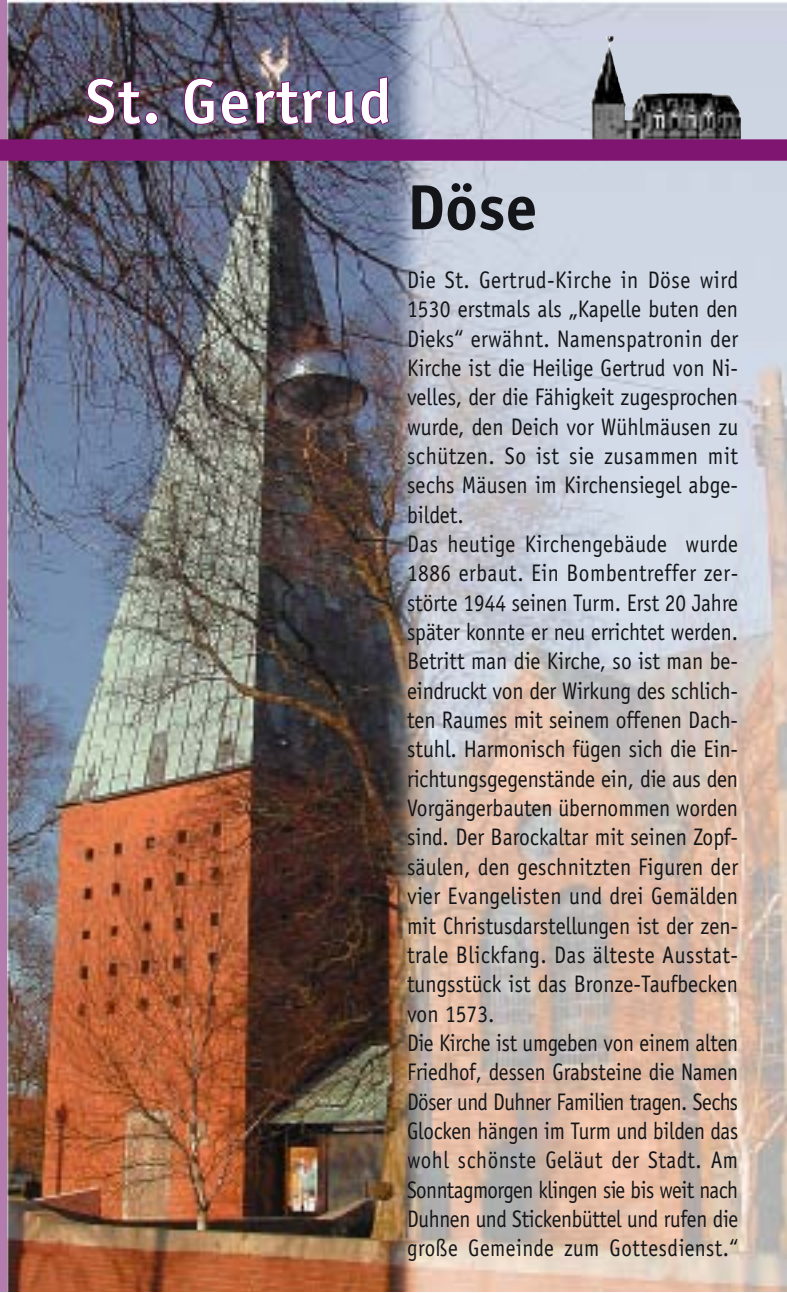 St. Gertrud
Döse
Die St. Gertrud-Kirche in Döse wird
1530 erstmals als „Kapelle buten den
Dieks“ erwähnt. Namenspatronin der
Kirche ist die Heilige Gertrud von Ni-
velles, der die Fähigkeit zugesprochen
wurde, den Deich vor Wühlmäusen zu
schützen. So ist sie zusammen mit
sechs Mäusen im Kirchensiegel abge-
bildet.
Das heutige Kirchengebäude wurde
1886 erbaut. Ein Bombentreffer zer-
störte 1944 seinen Turm. Erst 20 Jahre
später konnte er neu errichtet werden.
Betritt man die Kirche, so ist man be-
eindruckt von der Wirkung des schlich-
ten Raumes mit seinem offenen Dach-
stuhl. Harmonisch fügen sich die Ein-
richtungsgegenstände ein, die aus den
Vorgängerbauten übernommen worden
sind. Der Barockaltar mit seinen Zopf-
säulen, den geschnitzten Figuren der
vier Evangelisten und drei Gemälden
mit Christusdarstellungen ist der zen-
trale Blickfang. Das älteste Ausstat-
tungsstück ist das Bronze-Taufbecken
von 1573.
Die Kirche ist umgeben von einem alten
Friedhof, dessen Grabsteine die Namen
Döser und Duhner Familien tragen. Sechs
Glocken hängen im Turm und bilden das
wohl schönste Geläut der Stadt. Am
Sonntagmorgen klingen sie bis weit nach
Duhnen und Stickenbüttel und rufen die
große Gemeinde zum Gottesdienst.“